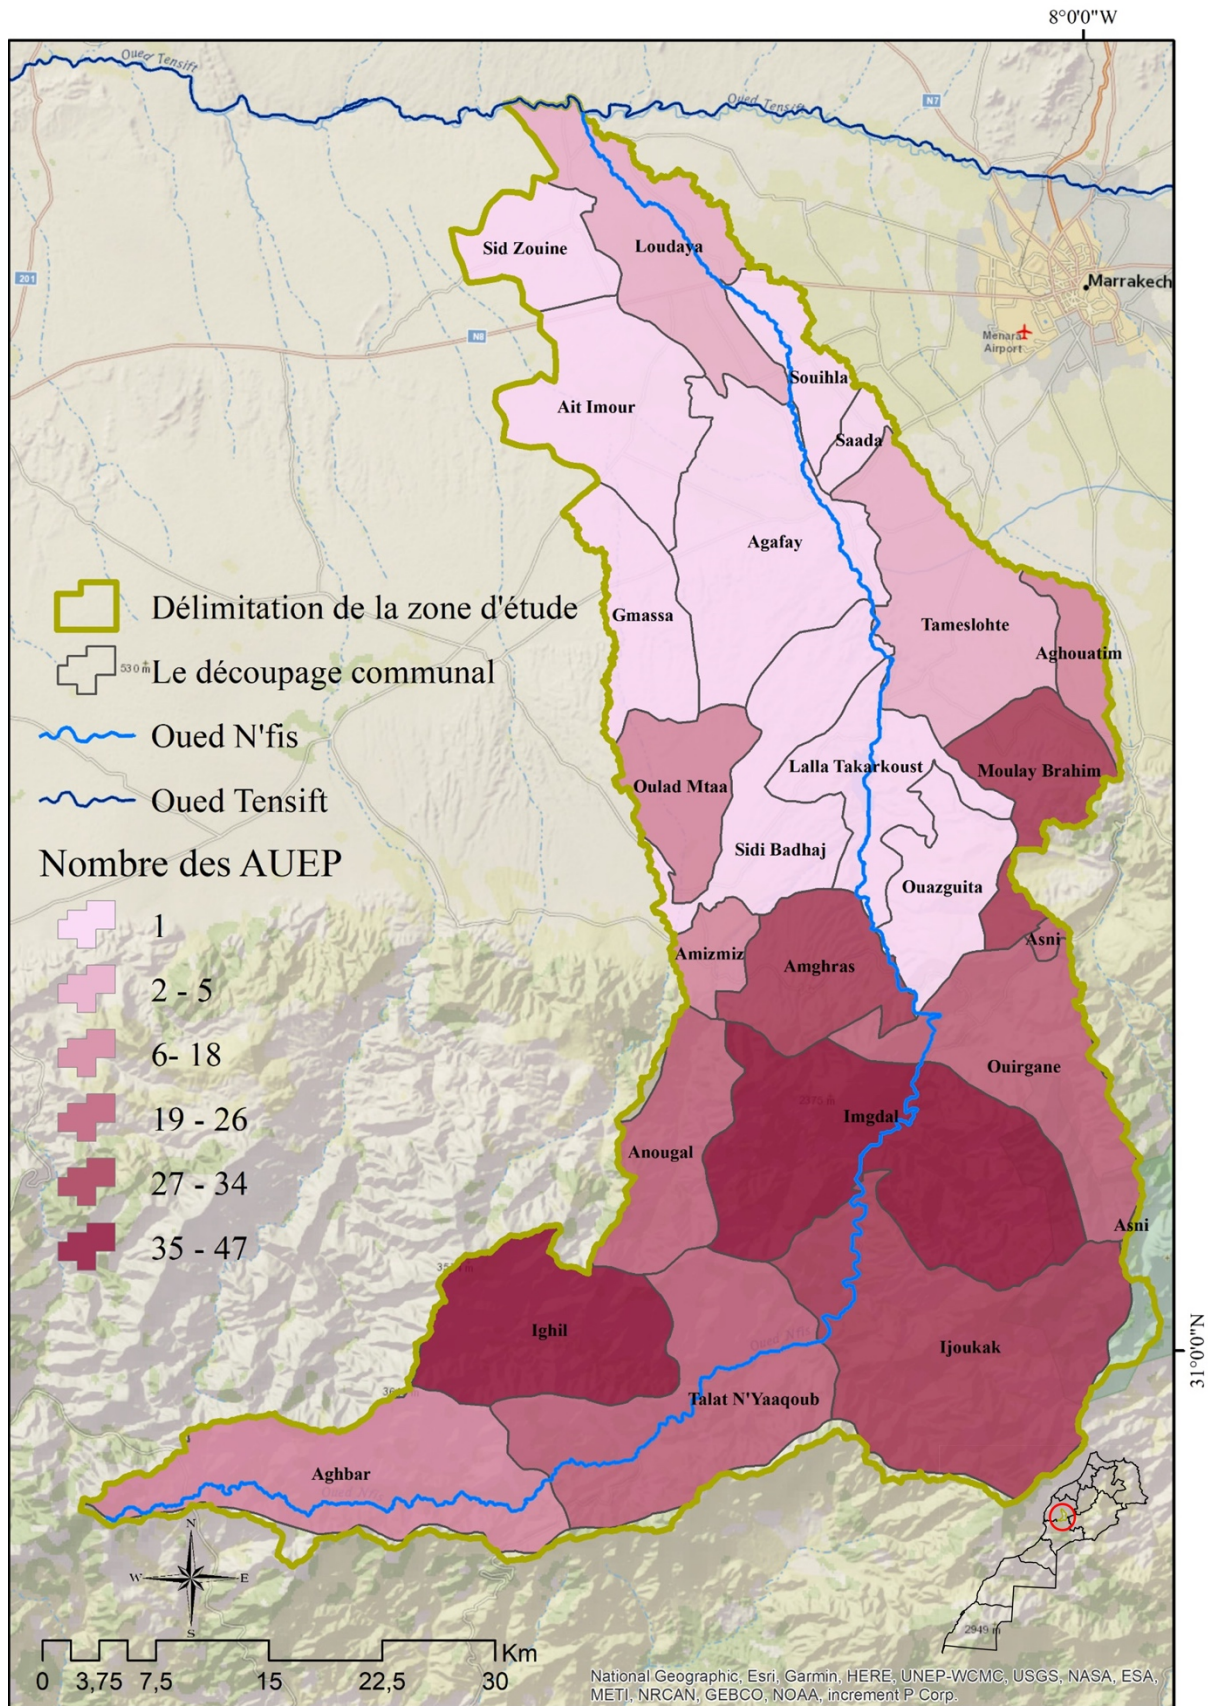 8°0'0"W
Oued Tensift
Oued Tensift
N7
Sid Zouine
Loudaya
201
Marrakech
N8
Menara
Airport
Souihla
Ait Imour
Saada
Agafay
Délimitation de la zone d'étude
Gmassa
Tameslohte
Aghouatim
530 m
Le découpage communal
Oued N'fis
Lalla Takarkoust
Moulay Brahim
Oulad Mtaa
Oued Tensift
Sidi Badhaj
Nombre des AUEP
Ouazguita
1
Asni
Amizmiz
Amghras
2 - 5
6- 18
Ouirgane
Imgdal
19 - 26
Anougal
27 - 34
Asni
35 - 47
Ighil
Oued Nfis
Ijoukak
31°0'0"N
Talat N'Yaaqoub
Aghbar
Oued Nfis
N
W
E
S
2949 m
Km
0 3,75 7,5 15 22,5 30
National Geographic, Esri, Garmin, HERE, UNEP-WCMC, USGS, NASA, ESA,
METI, NRCAN, GEBCO, NOAA, increment P Corp.